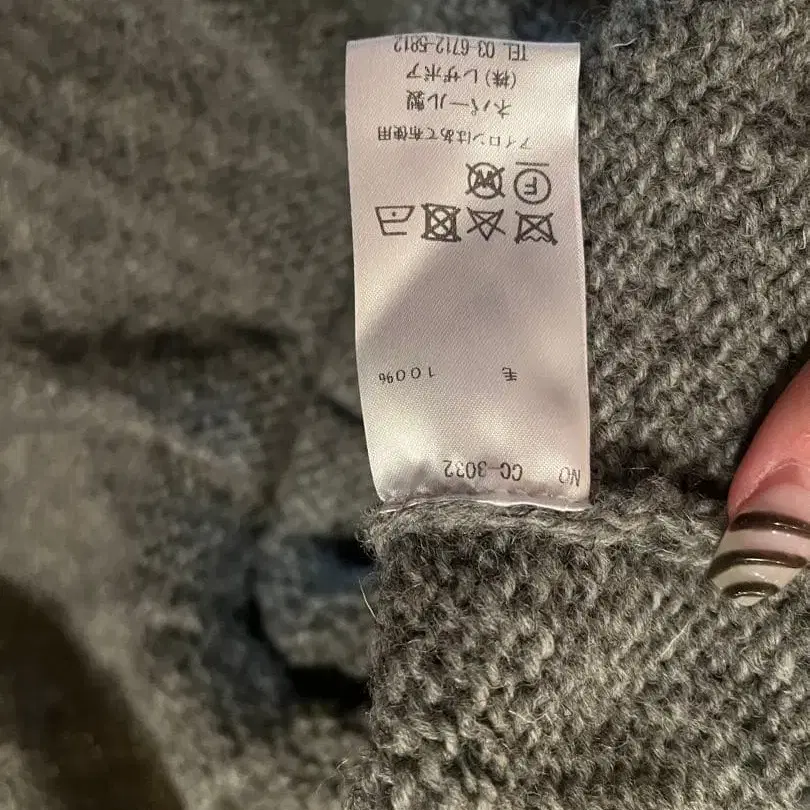 NO CC-3032
毛 100%
F W
アイロンはあて布使用
ネパール製
(株)レザボア
TEL 03-6712-5812